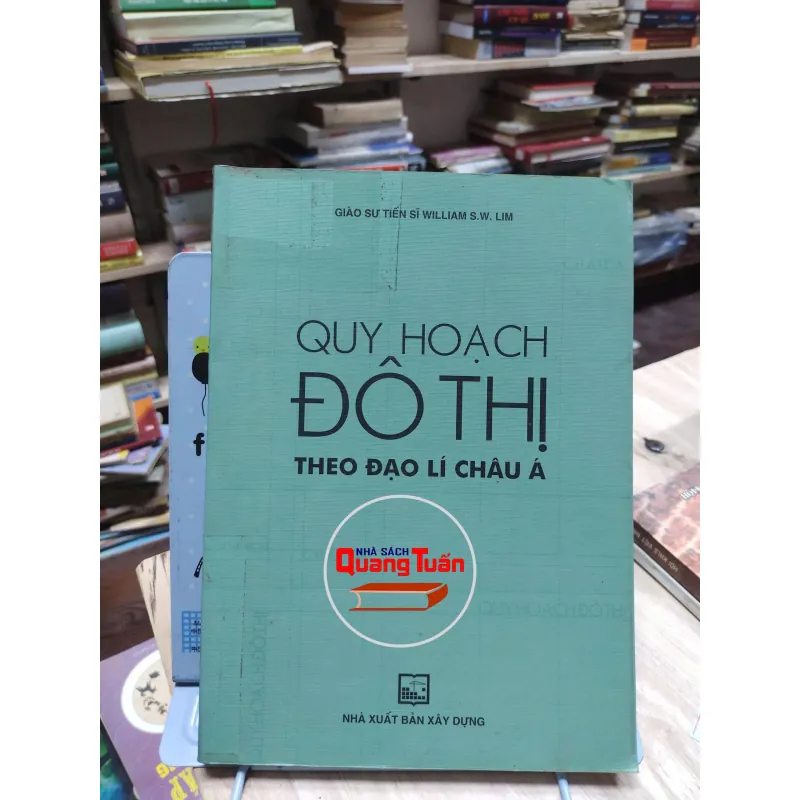 GIÁO SƯ TIẾN SĨ WILLIAM S.W. LIM
QUY HOẠCH
ĐÔ THỊ
THEO ĐẠO LÍ CHÂU Á
NHÀ SÁCH
Quang Tuấn
NHÀ XUẤT BẢN XÂY DỰNG